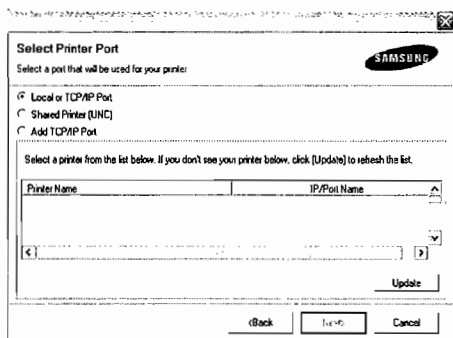 Select Printer Port
Select a port that will be used for your printer
SAMSUNG
Local or TCP/IP Port
Shared Printer (UNC)
Add TCP/IP Port
Select a printer from the list below. If you don't see your printer below, click [Update] to refresh the list.
Printer Name IP/Port Name
Update
<Back Next> Cancel